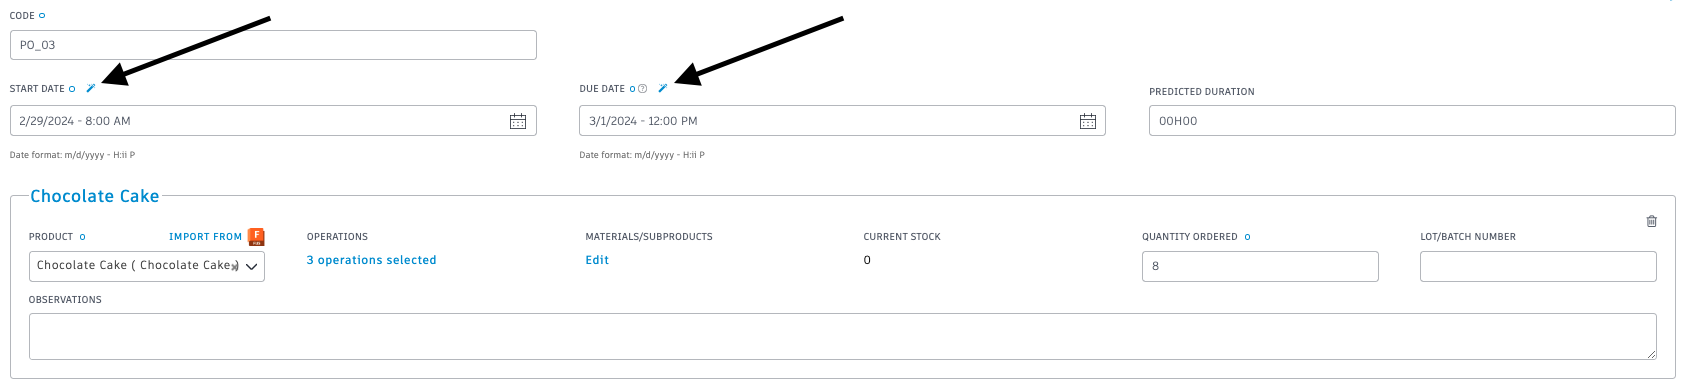 CODE
PO_03
START DATE
DUE DATE ?
PREDICTED DURATION
2/29/2024 - 8:00 AM
3/1/2024 - 12:00 PM
00H00
Date format: m/d/yyyy - H:ii P
Date format: m/d/yyyy - H:ii P
Chocolate Cake
PRODUCT
IMPORT FROM F
OPERATIONS
MATERIALS/SUBPRODUCTS
CURRENT STOCK
QUANTITY ORDERED
LOT/BATCH NUMBER
Chocolate Cake ( Chocolate Cake )
3 operations selected
Edit
0
8
OBSERVATIONS